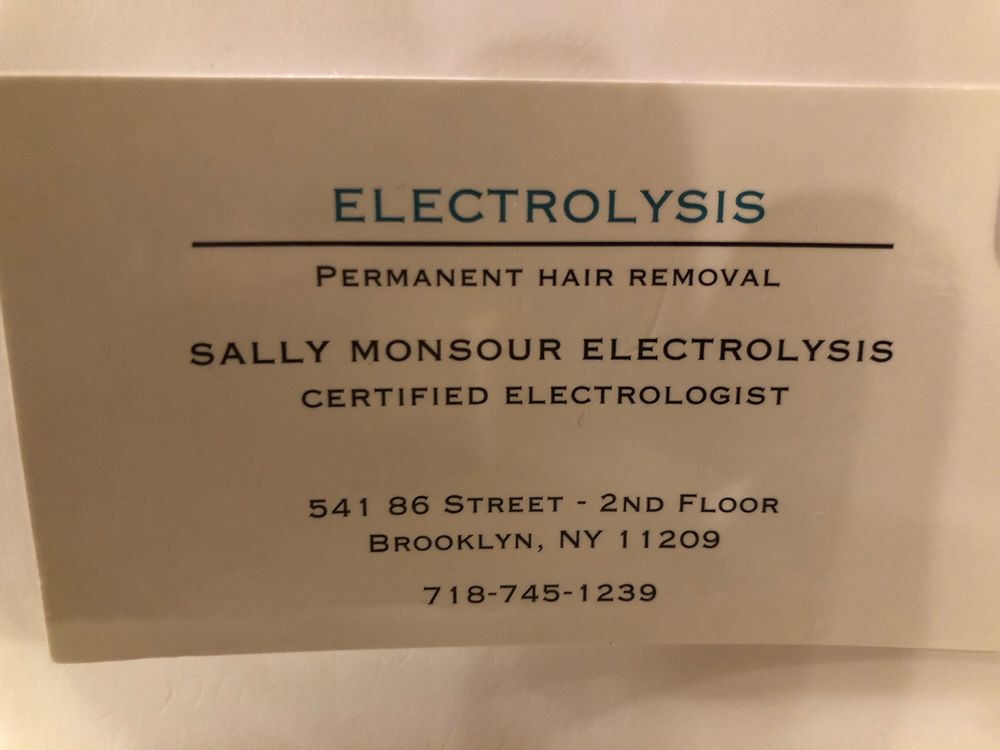 ELECTROLYSIS
PERMANENT HAIR REMOVAL
SALLY MONSOUR ELECTROLYSIS
CERTIFIED ELECTROLOGIST
541 86 STREET - 2ND FLOOR
BROOKLYN, NY 11209
718-745-1239